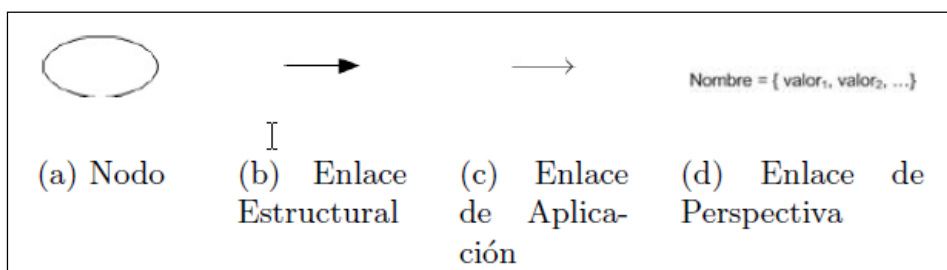 Nombre = { valor₁, valor₂, ...}
(a) Nodo
(b) Enlace
Estructural
(c) Enlace
de Aplica-
ción
(d) Enlace de
Perspectiva